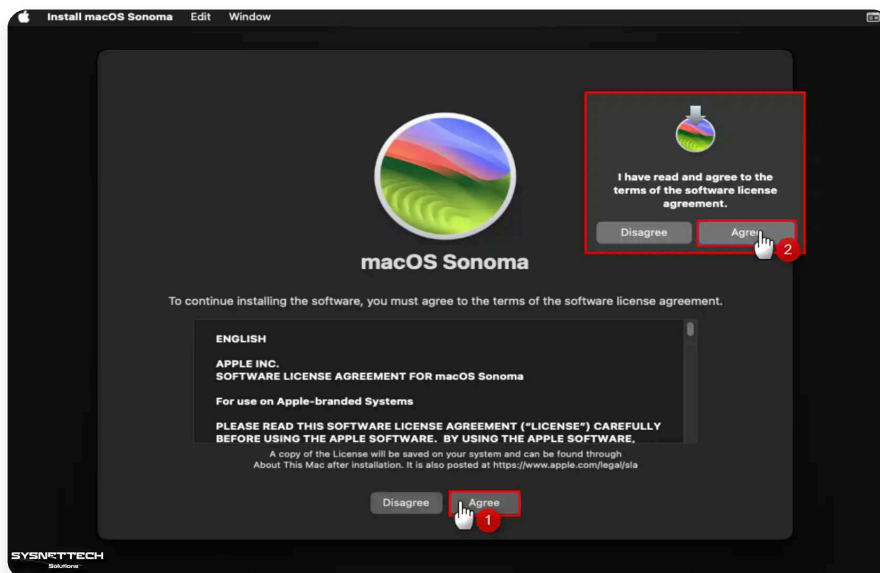 Install macOS Sonoma Edit Window
I have read and agree to the
terms of the software license
agreement.
Disagree Agree
2
macOS Sonoma
To continue installing the software, you must agree to the terms of the software license agreement.
ENGLISH
APPLE INC.
SOFTWARE LICENSE AGREEMENT FOR macOS Sonoma
For use on Apple-branded Systems
PLEASE READ THIS SOFTWARE LICENSE AGREEMENT ("LICENSE") CAREFULLY
BEFORE USING THE APPLE SOFTWARE. BY USING THE APPLE SOFTWARE,
A copy of the License will be saved on your system and can be found through
About This Mac after installation. It is also posted at https://www.apple.com/legal/sla
Disagree Agree
1
SYSNETTECH
Solutions